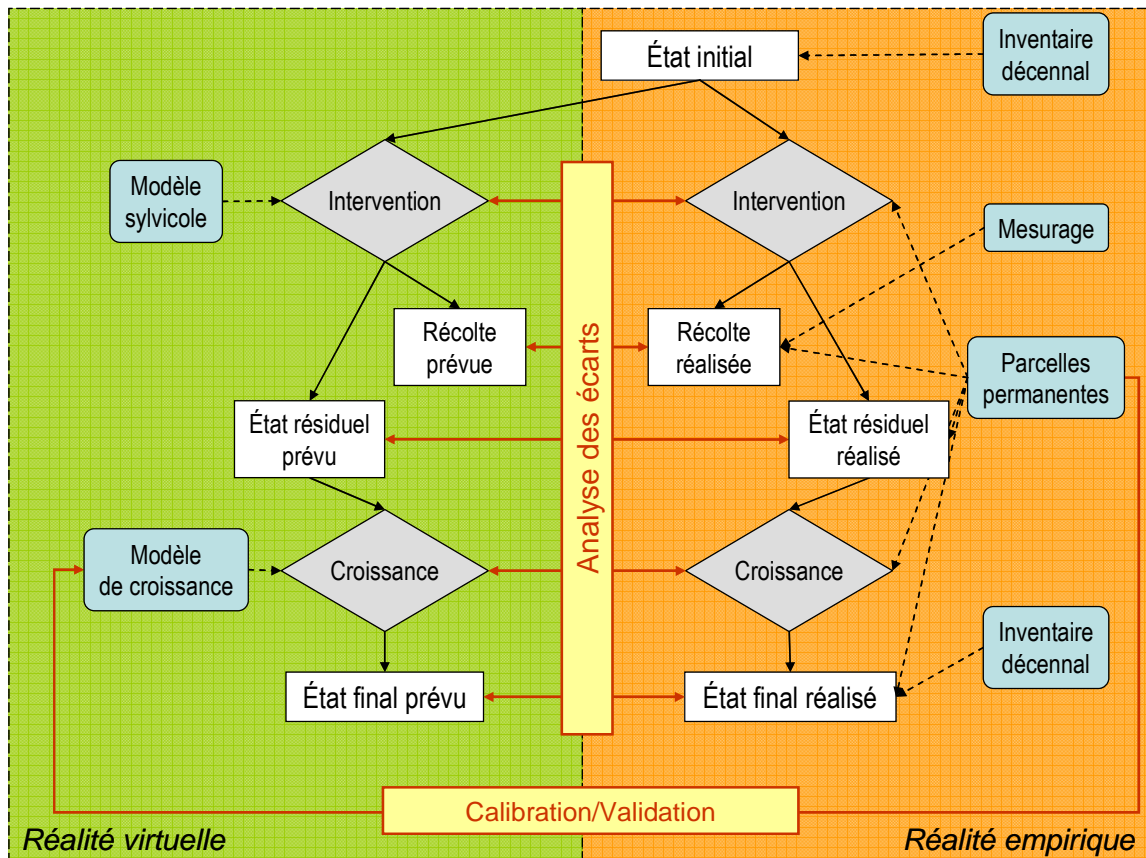 État initial
Inventaire
décennal
Modèle
sylvicole
Intervention
Intervention
Mesurage
Récolte
prévue
Récolte
réalisée
Parcelles
permanentes
État résiduel
prévu
État résiduel
réalisé
Analyse des écarts
Modèle
de croissance
Croissance
Croissance
Inventaire
décennal
État final prévu
État final réalisé
Calibration/Validation
Réalité virtuelle
Réalité empirique